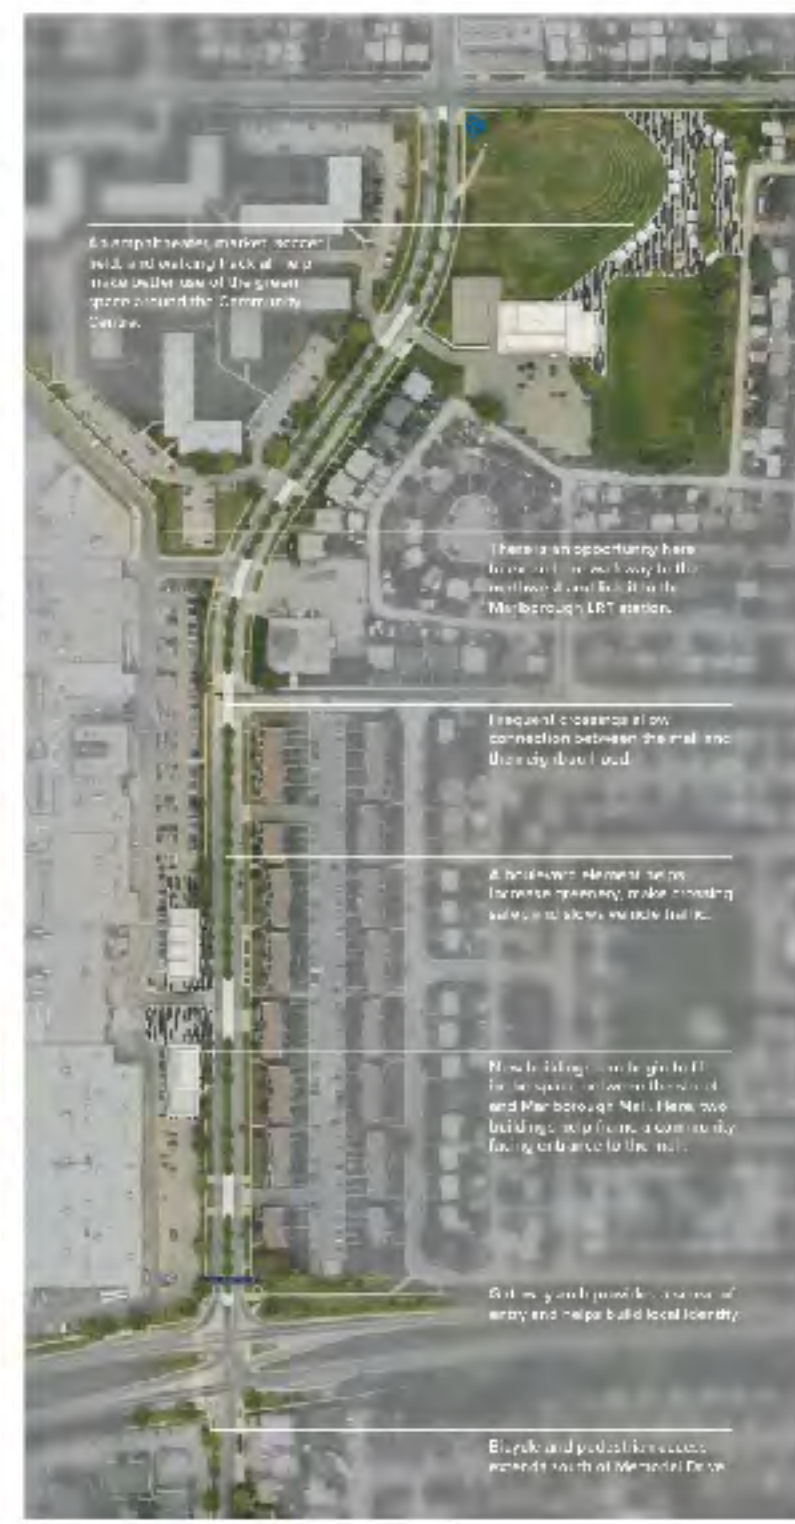 An amphitheater, market, soccer
field, and walking track all help
make better use of the green
space around the Community
Centre.
There is an opportunity here
to extend the walkway to the
northwest and link it to the
Marlborough LRT station.
Frequent crossings allow
connection between the mall and
the neighbourhood.
A boulevard element helps
increase greenery, make crossing
safer, and slows vehicle traffic.
New buildings can begin to fill
in the space between the street
and Marlborough Mall. Here, two
buildings help frame a community
facing entrance to the mall.
Gateway arch provides a sense of
entry and helps build local identity
Bicycle and pedestrian access
extends south of Memorial Drive